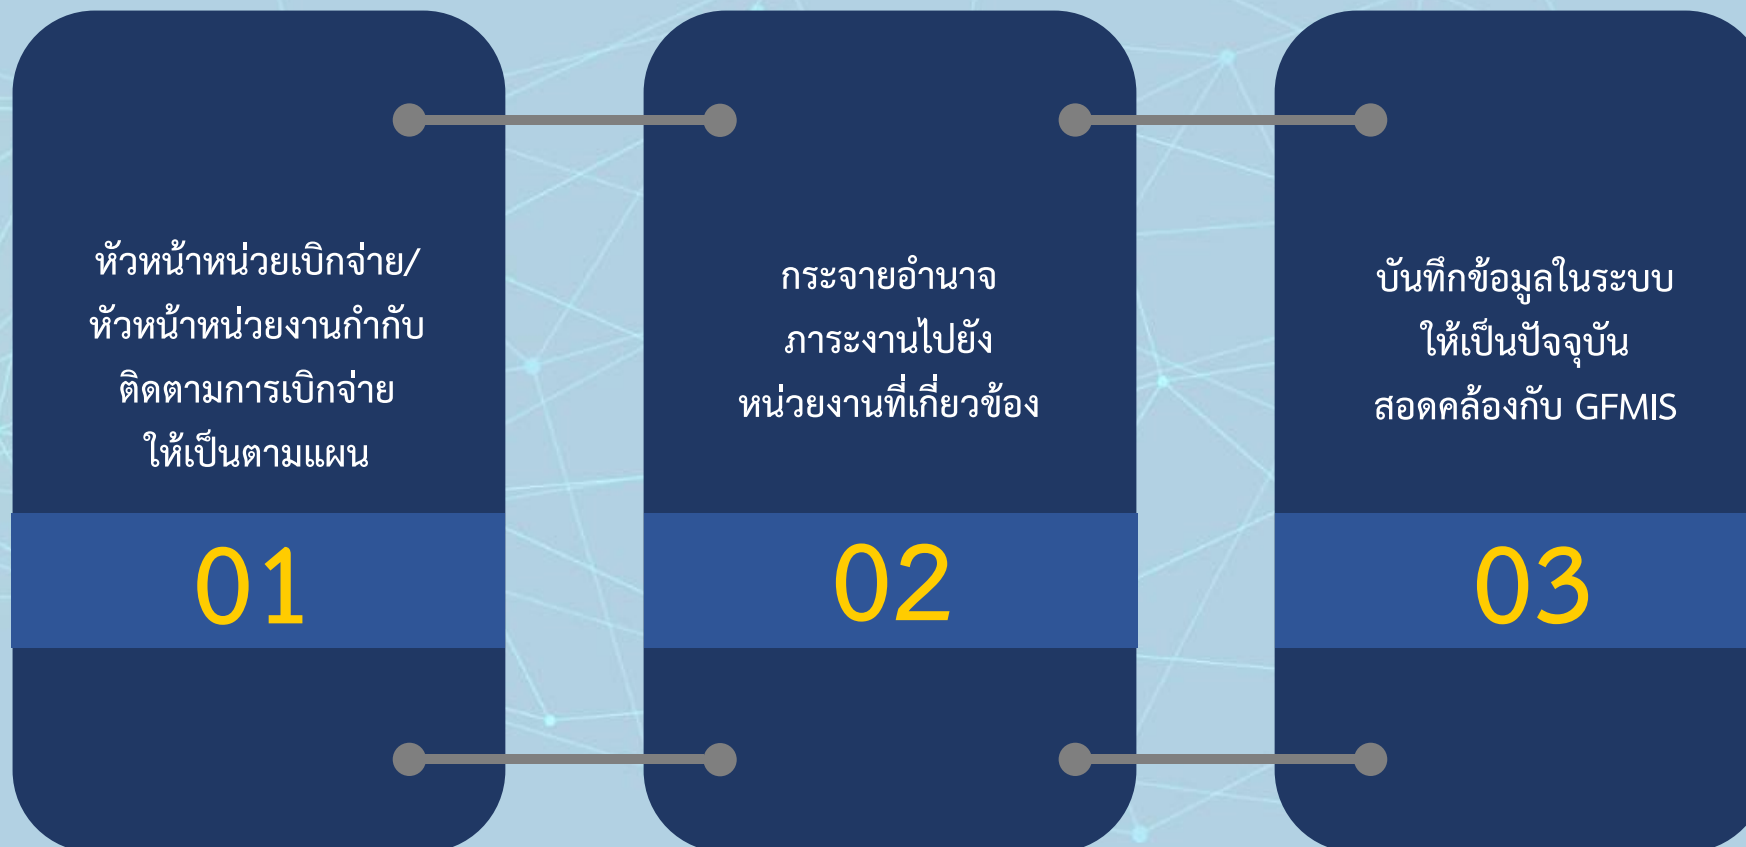 หัวหน้าหน่วยเบิกจ่าย/
หัวหน้าหน่วยงานกำกับ
ติดตามการเบิกจ่าย
ให้เป็นตามแผน
01
กระจายอำนาจ
ภาระงานไปยัง
หน่วยงานที่เกี่ยวข้อง
02
บันทึกข้อมูลในระบบ
ให้เป็นปัจจุบัน
สอดคล้องกับ GFMIS
03